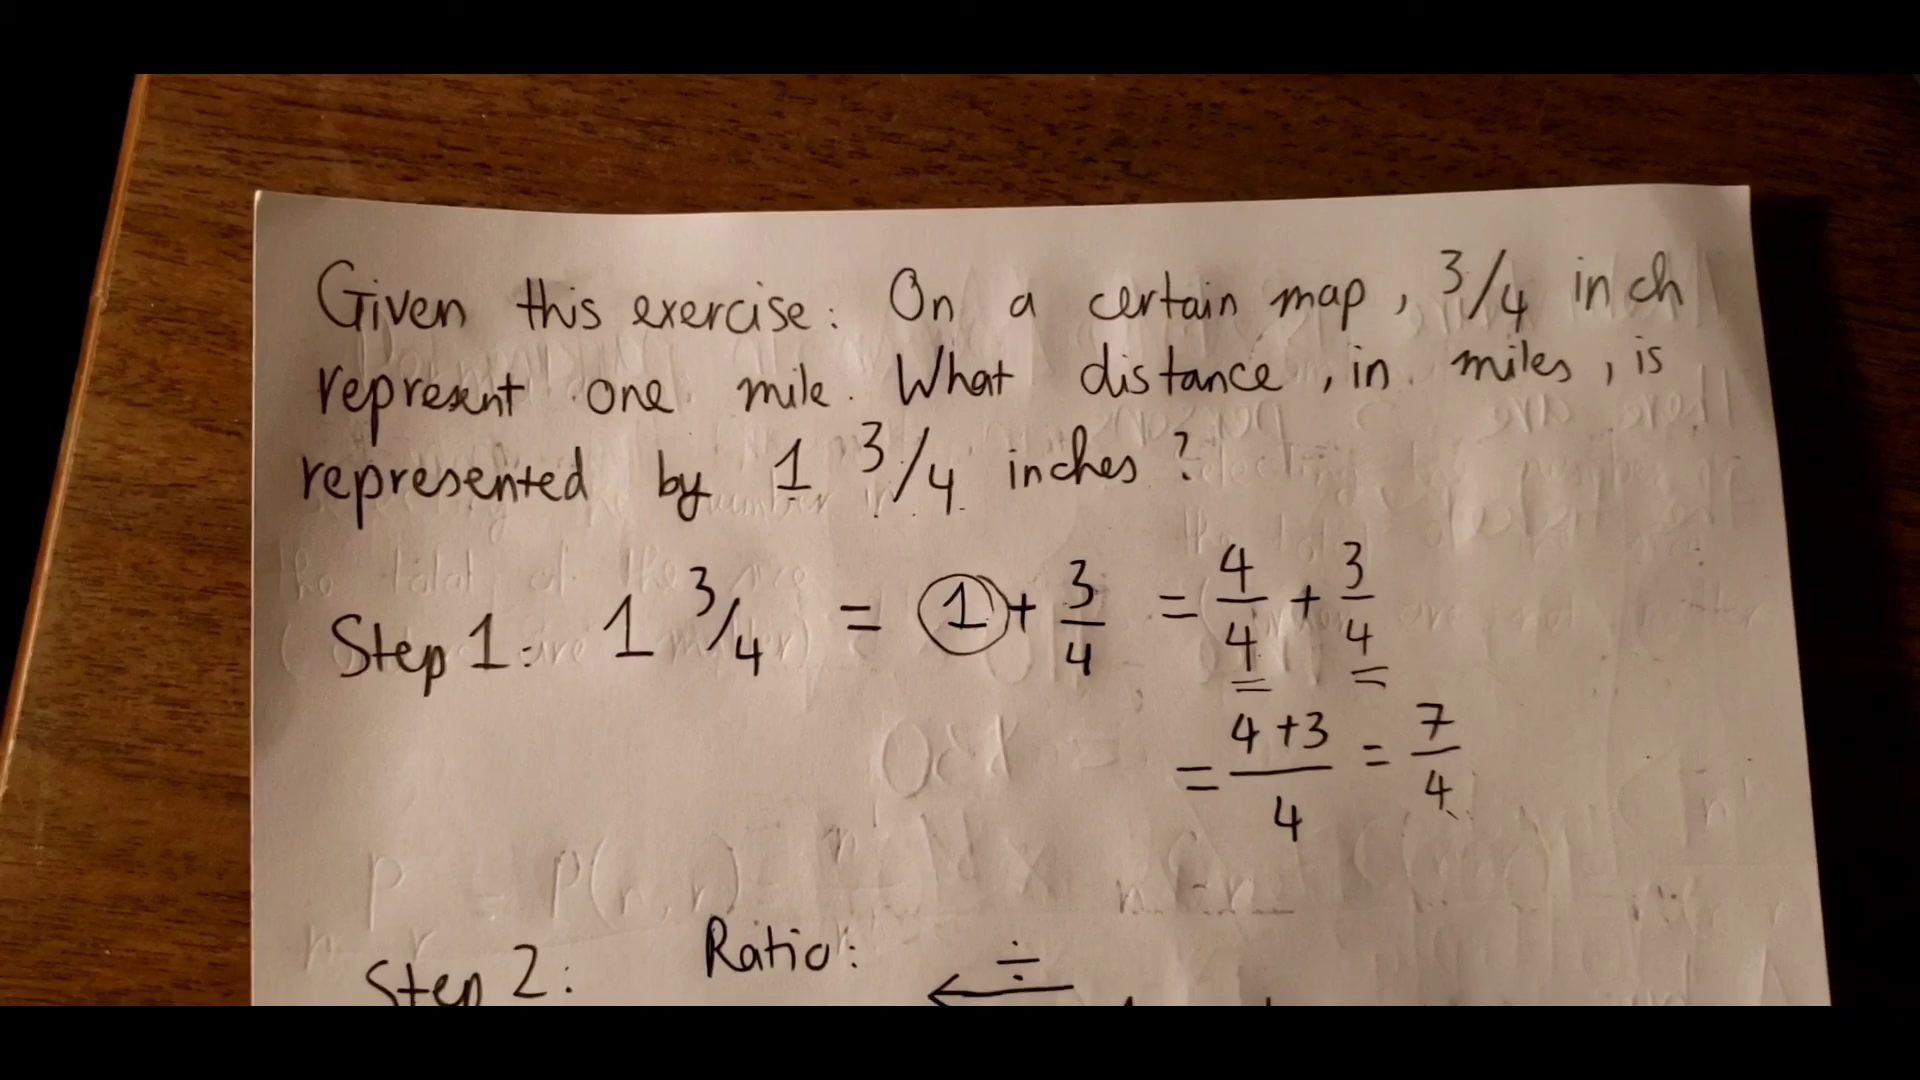 Given this exercise: On a certain map, 3/4 inch
represent one mile. What distance, in miles, is
represented by 1 3/4 inches?
Step 1: 1 3/4 = 1 + 3/4 = 4/4 + 3/4
= 4+3/4 = 7/4
Step 2: Ratio: ÷